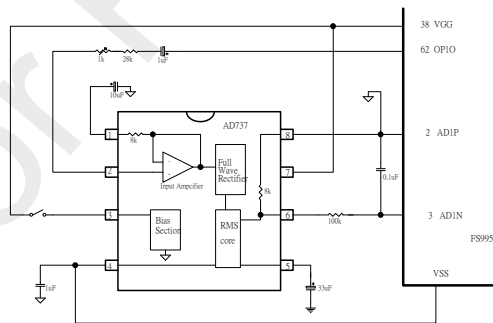 38 VGG
62 OP1O
1k
28k
1uF
10uF
AD737
1
8k
8
2 AD1P
Full
Wave
Rectifier
2
7
Input Ampcifier
8k
0.1uF
3
Bias
Section
RMS
core
6
100k
3 AD1N
FS995
4
5
VSS
1uF
33uF
or